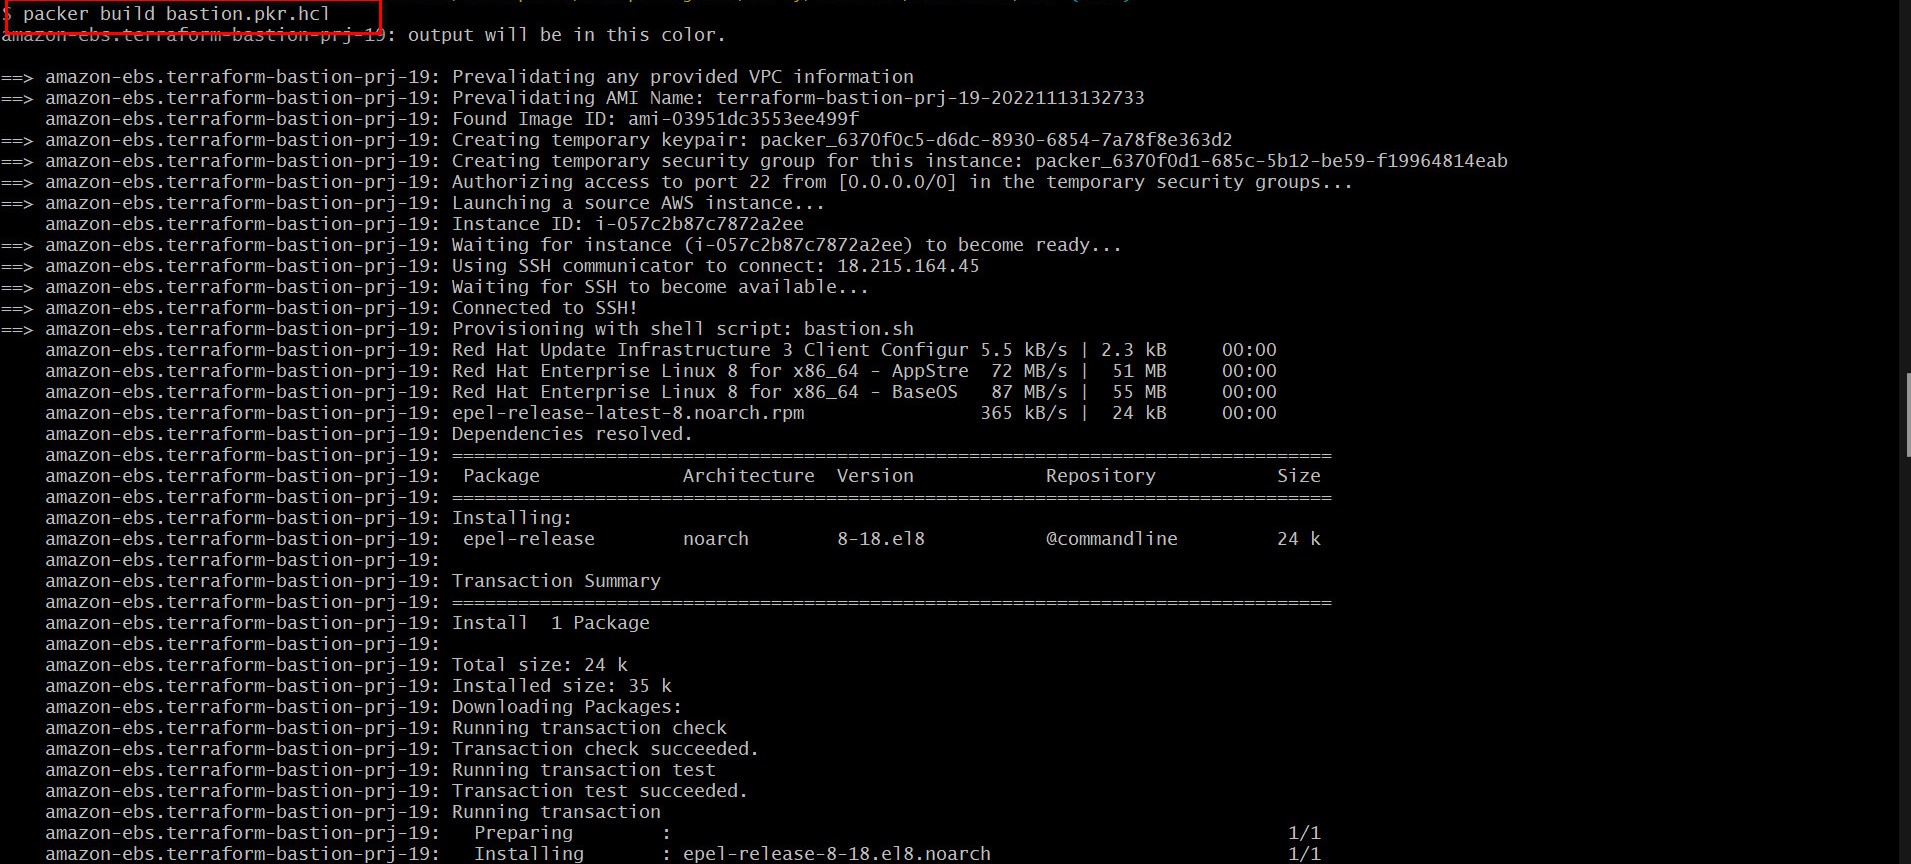 $ packer build bastion.pkr.hcl
amazon-ebs.terraform-bastion-prj-19: output will be in this color.
==> amazon-ebs.terraform-bastion-prj-19: Prevalidating any provided VPC information
==> amazon-ebs.terraform-bastion-prj-19: Prevalidating AMI Name: terraform-bastion-prj-19-20221113132733
amazon-ebs.terraform-bastion-prj-19: Found Image ID: ami-03951dc3553ee499f
==> amazon-ebs.terraform-bastion-prj-19: Creating temporary keypair: packer_6370f0c5-d6dc-8930-6854-7a78f8e363d2
==> amazon-ebs.terraform-bastion-prj-19: Creating temporary security group for this instance: packer_6370f0d1-685c-5b12-be59-f19964814eab
==> amazon-ebs.terraform-bastion-prj-19: Authorizing access to port 22 from [0.0.0.0/0] in the temporary security groups...
==> amazon-ebs.terraform-bastion-prj-19: Launching a source AWS instance...
amazon-ebs.terraform-bastion-prj-19: Instance ID: i-057c2b87c7872a2ee
==> amazon-ebs.terraform-bastion-prj-19: Waiting for instance (i-057c2b87c7872a2ee) to become ready...
==> amazon-ebs.terraform-bastion-prj-19: Using SSH communicator to connect: 18.215.164.45
==> amazon-ebs.terraform-bastion-prj-19: Waiting for SSH to become available...
==> amazon-ebs.terraform-bastion-prj-19: Connected to SSH!
==> amazon-ebs.terraform-bastion-prj-19: Provisioning with shell script: bastion.sh
amazon-ebs.terraform-bastion-prj-19: Red Hat Update Infrastructure 3 Client Configur 5.5 kB/s | 2.3 kB     00:00
amazon-ebs.terraform-bastion-prj-19: Red Hat Enterprise Linux 8 for x86_64 - AppStre  72 MB/s |  51 MB     00:00
amazon-ebs.terraform-bastion-prj-19: Red Hat Enterprise Linux 8 for x86_64 - BaseOS   87 MB/s |  55 MB     00:00
amazon-ebs.terraform-bastion-prj-19: epel-release-latest-8.noarch.rpm                365 kB/s |  24 kB     00:00
amazon-ebs.terraform-bastion-prj-19: Dependencies resolved.
amazon-ebs.terraform-bastion-prj-19: ================================================================================
amazon-ebs.terraform-bastion-prj-19:  Package             Architecture  Version            Repository           Size
amazon-ebs.terraform-bastion-prj-19: ================================================================================
amazon-ebs.terraform-bastion-prj-19: Installing:
amazon-ebs.terraform-bastion-prj-19:  epel-release        noarch        8-18.el8           @commandline         24 k
amazon-ebs.terraform-bastion-prj-19:
amazon-ebs.terraform-bastion-prj-19: Transaction Summary
amazon-ebs.terraform-bastion-prj-19: ================================================================================
amazon-ebs.terraform-bastion-prj-19: Install  1 Package
amazon-ebs.terraform-bastion-prj-19:
amazon-ebs.terraform-bastion-prj-19: Total size: 24 k
amazon-ebs.terraform-bastion-prj-19: Installed size: 35 k
amazon-ebs.terraform-bastion-prj-19: Downloading Packages:
amazon-ebs.terraform-bastion-prj-19: Running transaction check
amazon-ebs.terraform-bastion-prj-19: Transaction check succeeded.
amazon-ebs.terraform-bastion-prj-19: Running transaction test
amazon-ebs.terraform-bastion-prj-19: Transaction test succeeded.
amazon-ebs.terraform-bastion-prj-19: Running transaction
amazon-ebs.terraform-bastion-prj-19:   Preparing        :                                                        1/1
amazon-ebs.terraform-bastion-prj-19:   Installing       : epel-release-8-18.el8.noarch                           1/1